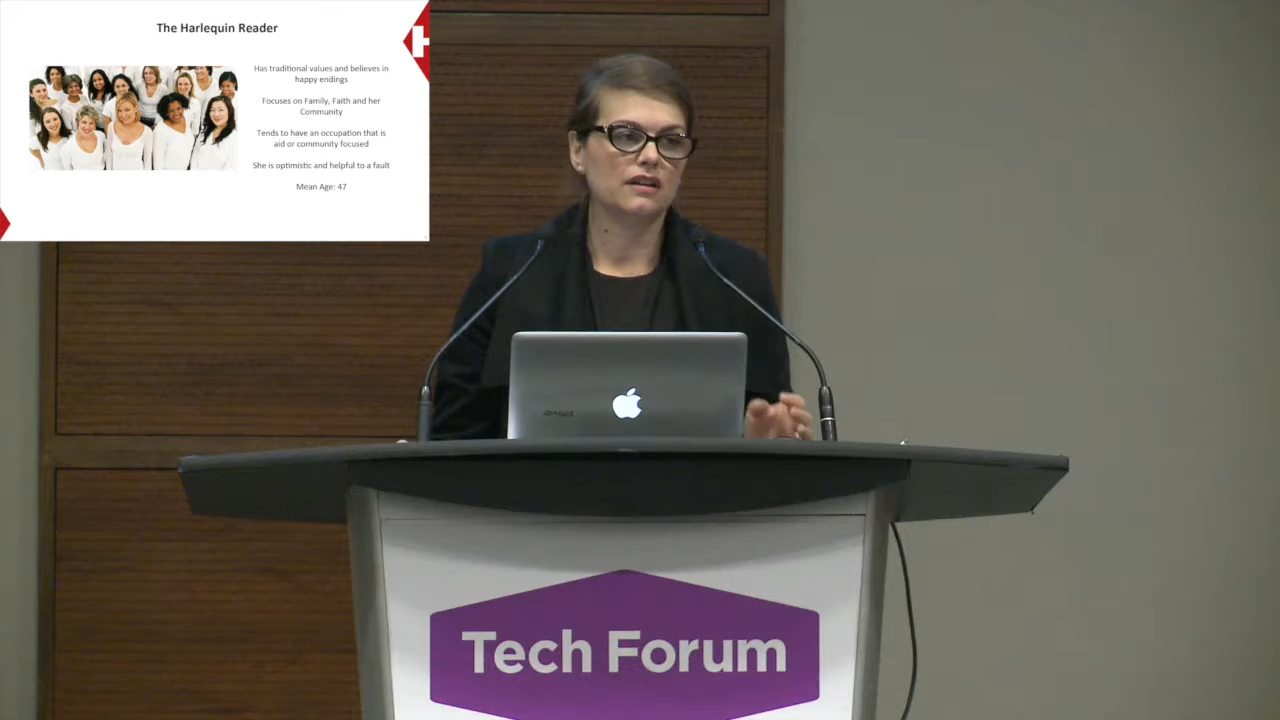 The Harlequin Reader
Has traditional values and believes in
happy endings
Focuses on Family, Faith and her
Community
Tends to have an occupation that is
aid or community focused
She is optimistic and helpful to a fault
Mean Age: 47
H
Tech Forum